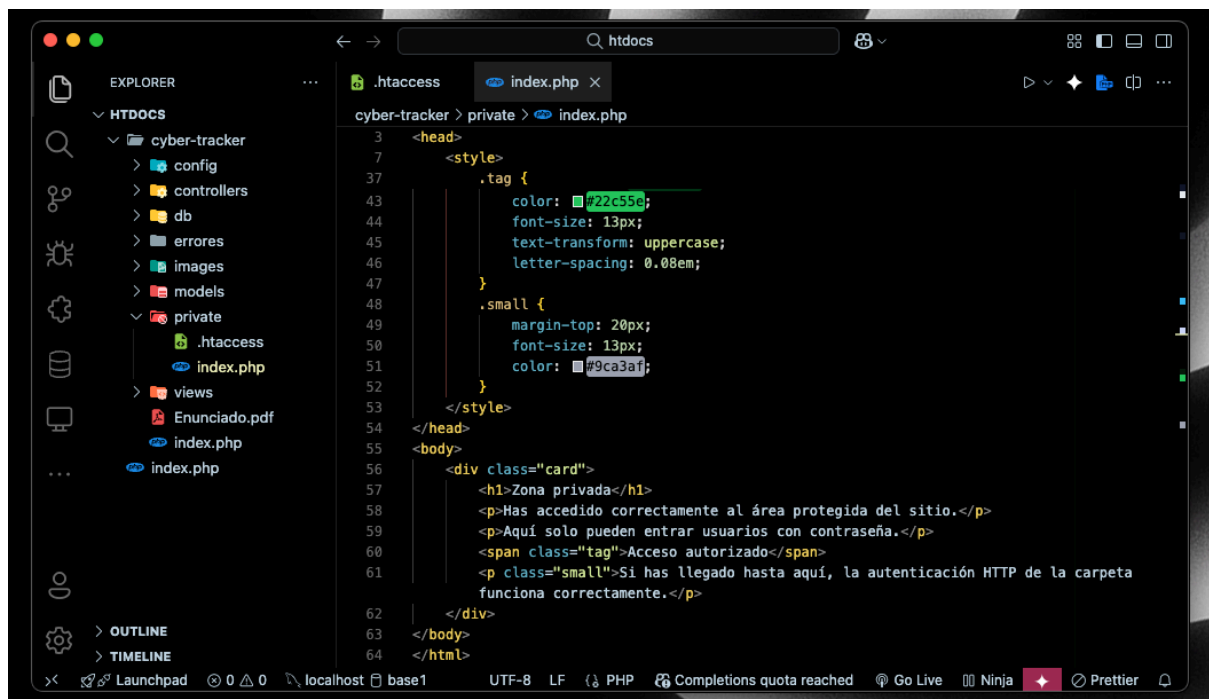 htdocs
EXPLORER
.htaccess
index.php
HTDOCS
cyber-tracker > private > index.php
cyber-tracker
config
controllers
db
errores
images
models
private
.htaccess
index.php
views
Enunciado.pdf
index.php
index.php
OUTLINE
TIMELINE
3 <head>
7 <style>
37 .tag {
43 color: #22c55e;
44 font-size: 13px;
45 text-transform: uppercase;
46 letter-spacing: 0.08em;
47 }
48 .small {
49 margin-top: 20px;
50 font-size: 13px;
51 color: #9ca3af;
52 }
53 </style>
54 </head>
55 <body>
56 <div class="card">
57 <h1>Zona privada</h1>
58 <p>Has accedido correctamente al área protegida del sitio.</p>
59 <p>Aquí solo pueden entrar usuarios con contraseña.</p>
60 <span class="tag">Acceso autorizado</span>
61 <p class="small">Si has llegado hasta aquí, la autenticación HTTP de la carpeta
funciona correctamente.</p>
62 </div>
63 </body>
64 </html>
Launchpad 0 0 localhost base1 UTF-8 LF PHP Completions quota reached Go Live Ninja Prettier